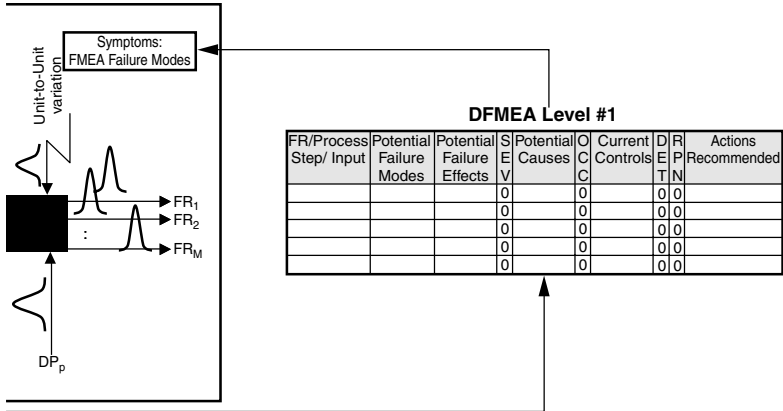 Symptoms:
FMEA Failure Modes
Unit-to-Unit
variation
FR1
FR2
:
FRM
DPp
DFMEA Level #1
FR/Process Potential Potential S Potential O Current D R Actions
Step/ Input Failure Failure E Causes C Controls E P Recommended
Modes Effects V C T N
0 0 0 0
0 0 0 0
0 0 0 0
0 0 0 0
0 0 0 0